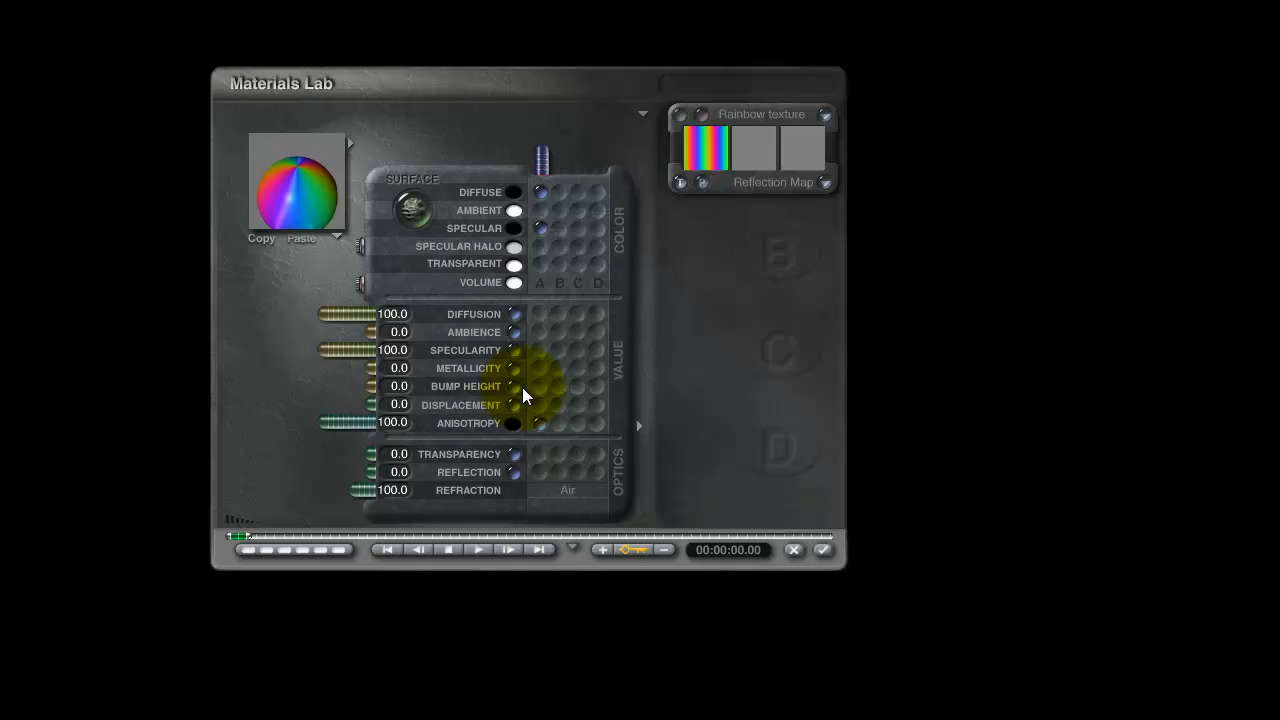 Materials Lab
Rainbow texture
Reflection Map
Copy Paste
SURFACE
DIFFUSE
AMBIENT
SPECULAR
SPECULAR HALO
TRANSPARENT
VOLUME
COLOR
A B C D
100.0 DIFFUSION
0.0 AMBIENCE
100.0 SPECULARITY
0.0 METALLICITY
0.0 BUMP HEIGHT
0.0 DISPLACEMENT
100.0 ANISOTROPY
VALUE
0.0 TRANSPARENCY
0.0 REFLECTION
100.0 REFRACTION Air
OPTICS
B
C
D
00:00:00.00